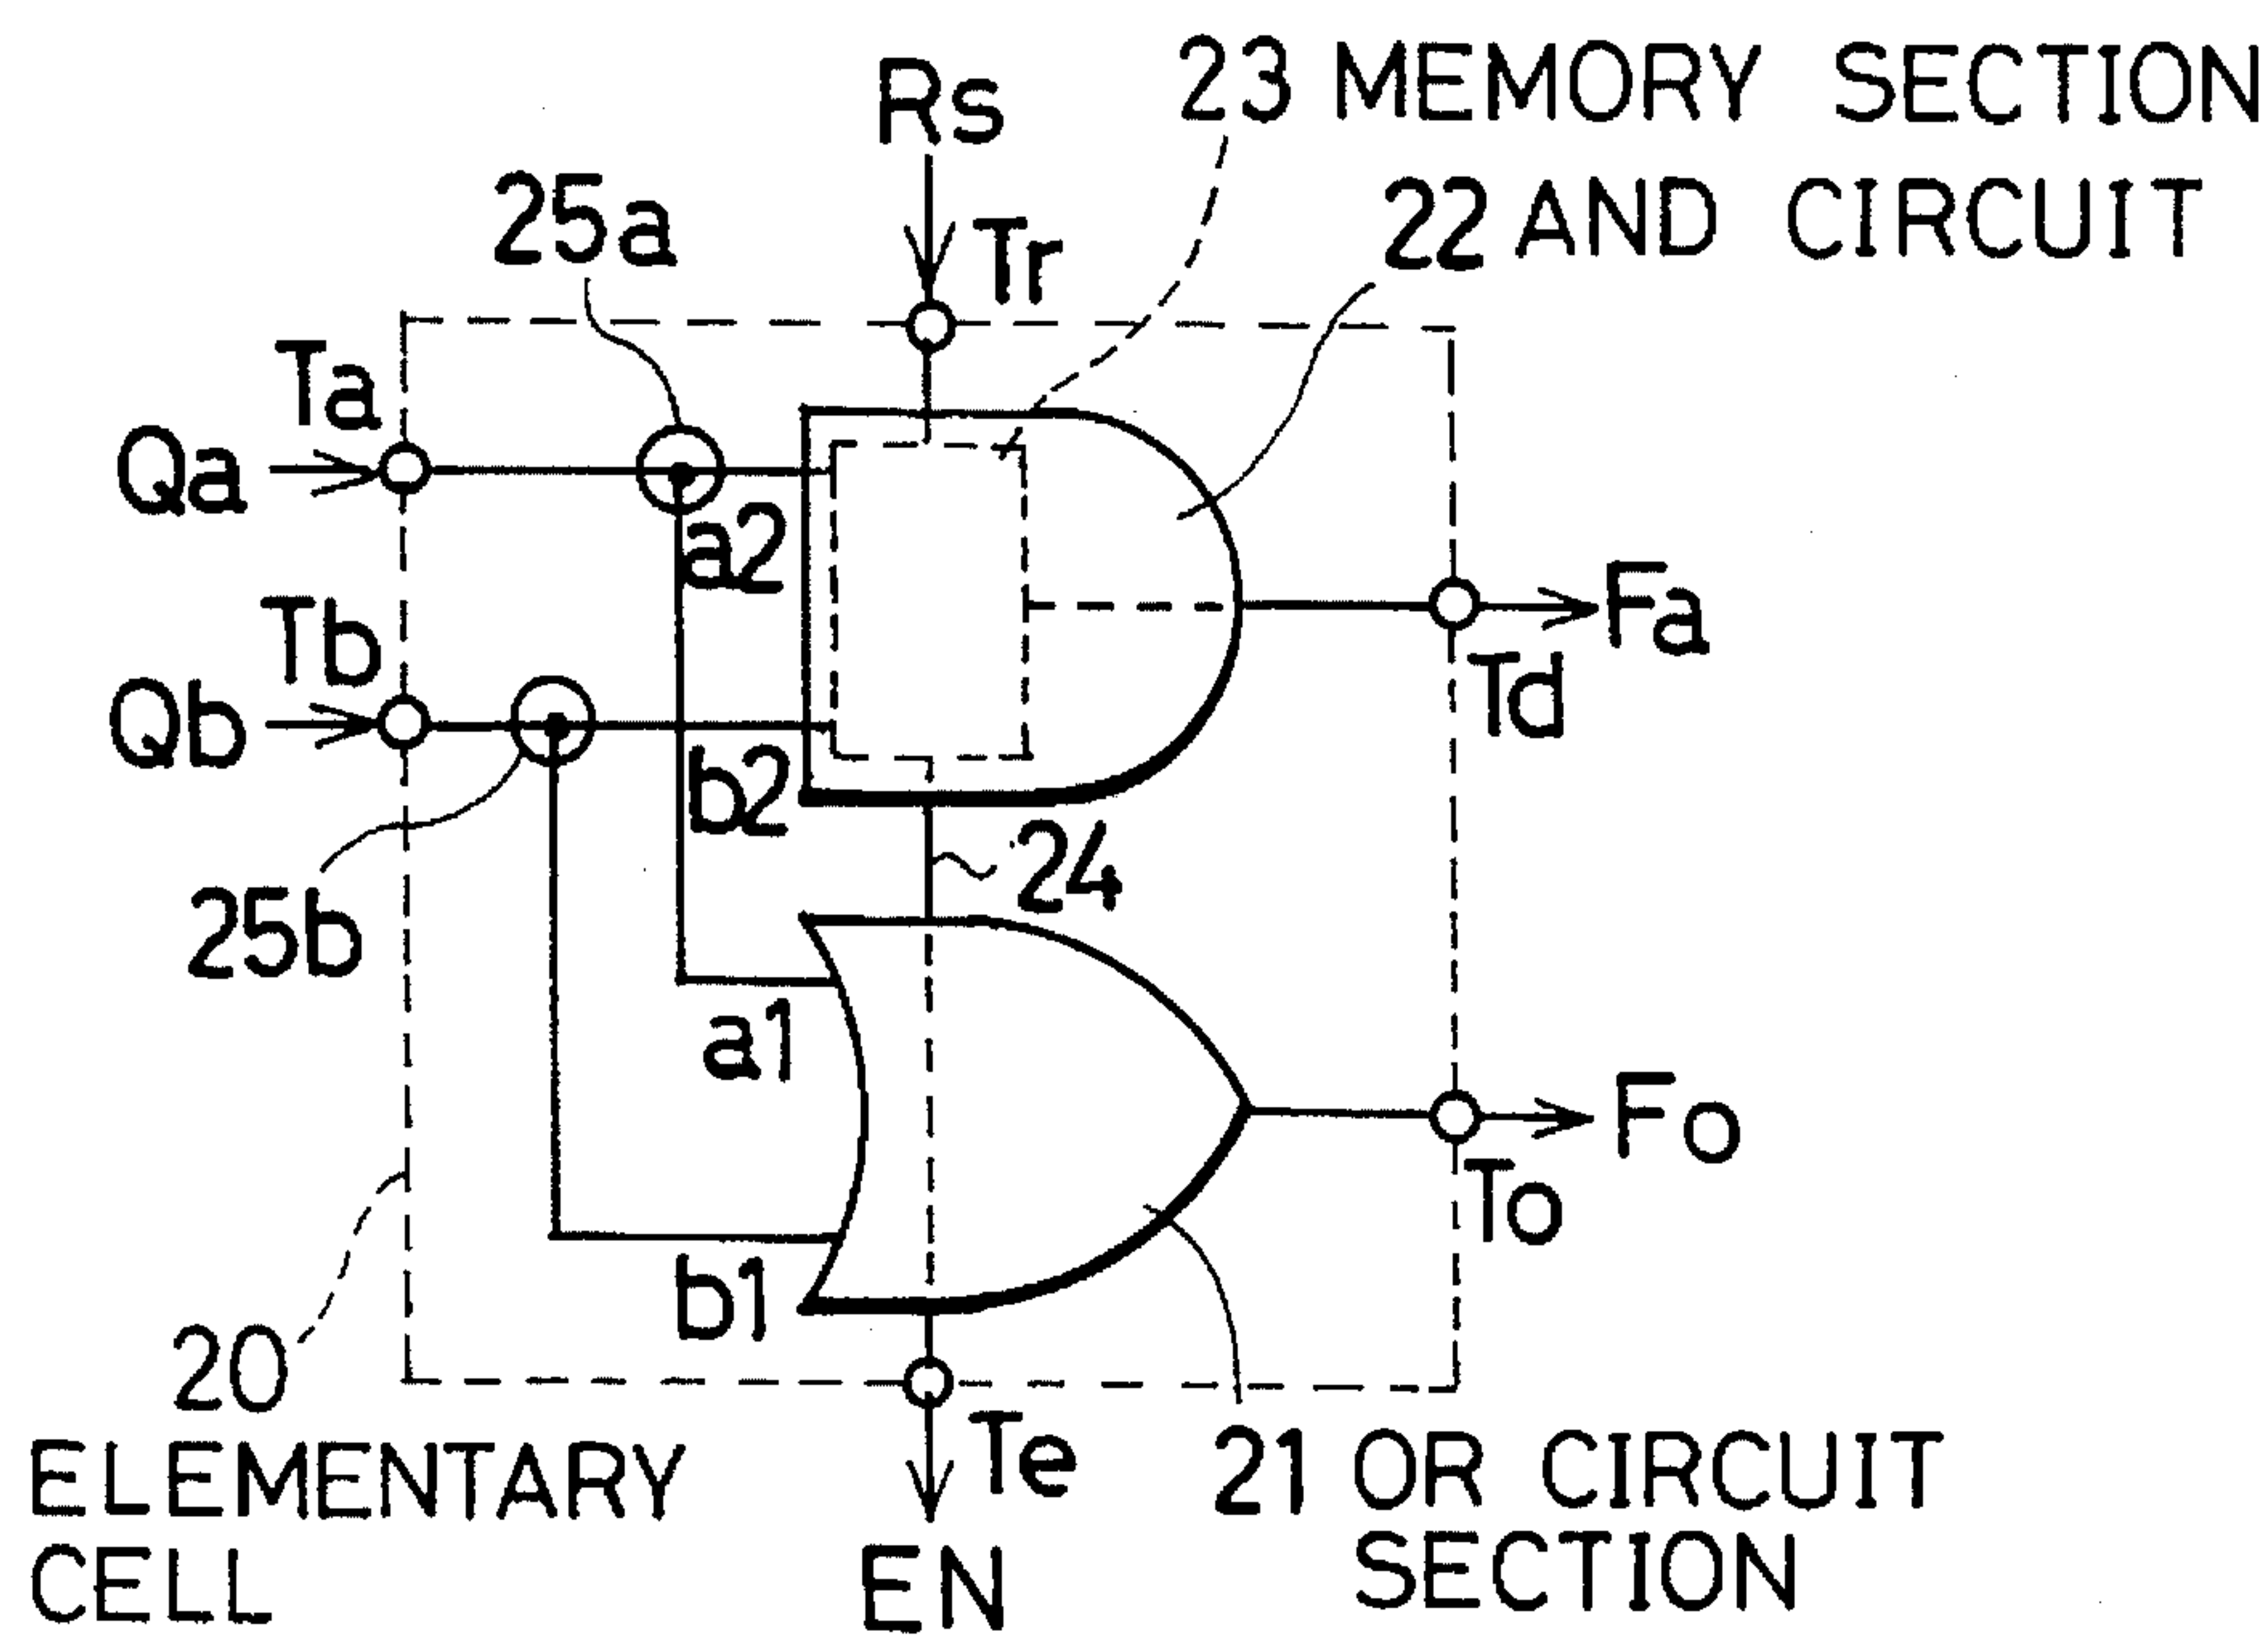 23 MEMORY SECTION
Rs
22 AND CIRCUIT
25a
Tr
Ta
Qa
a2
Fa
Tb
Td
Qb
b2
24
25b
a1
Fo
To
b1
20
ELEMENTARY
CELL
Te
21 OR CIRCUIT
SECTION
EN